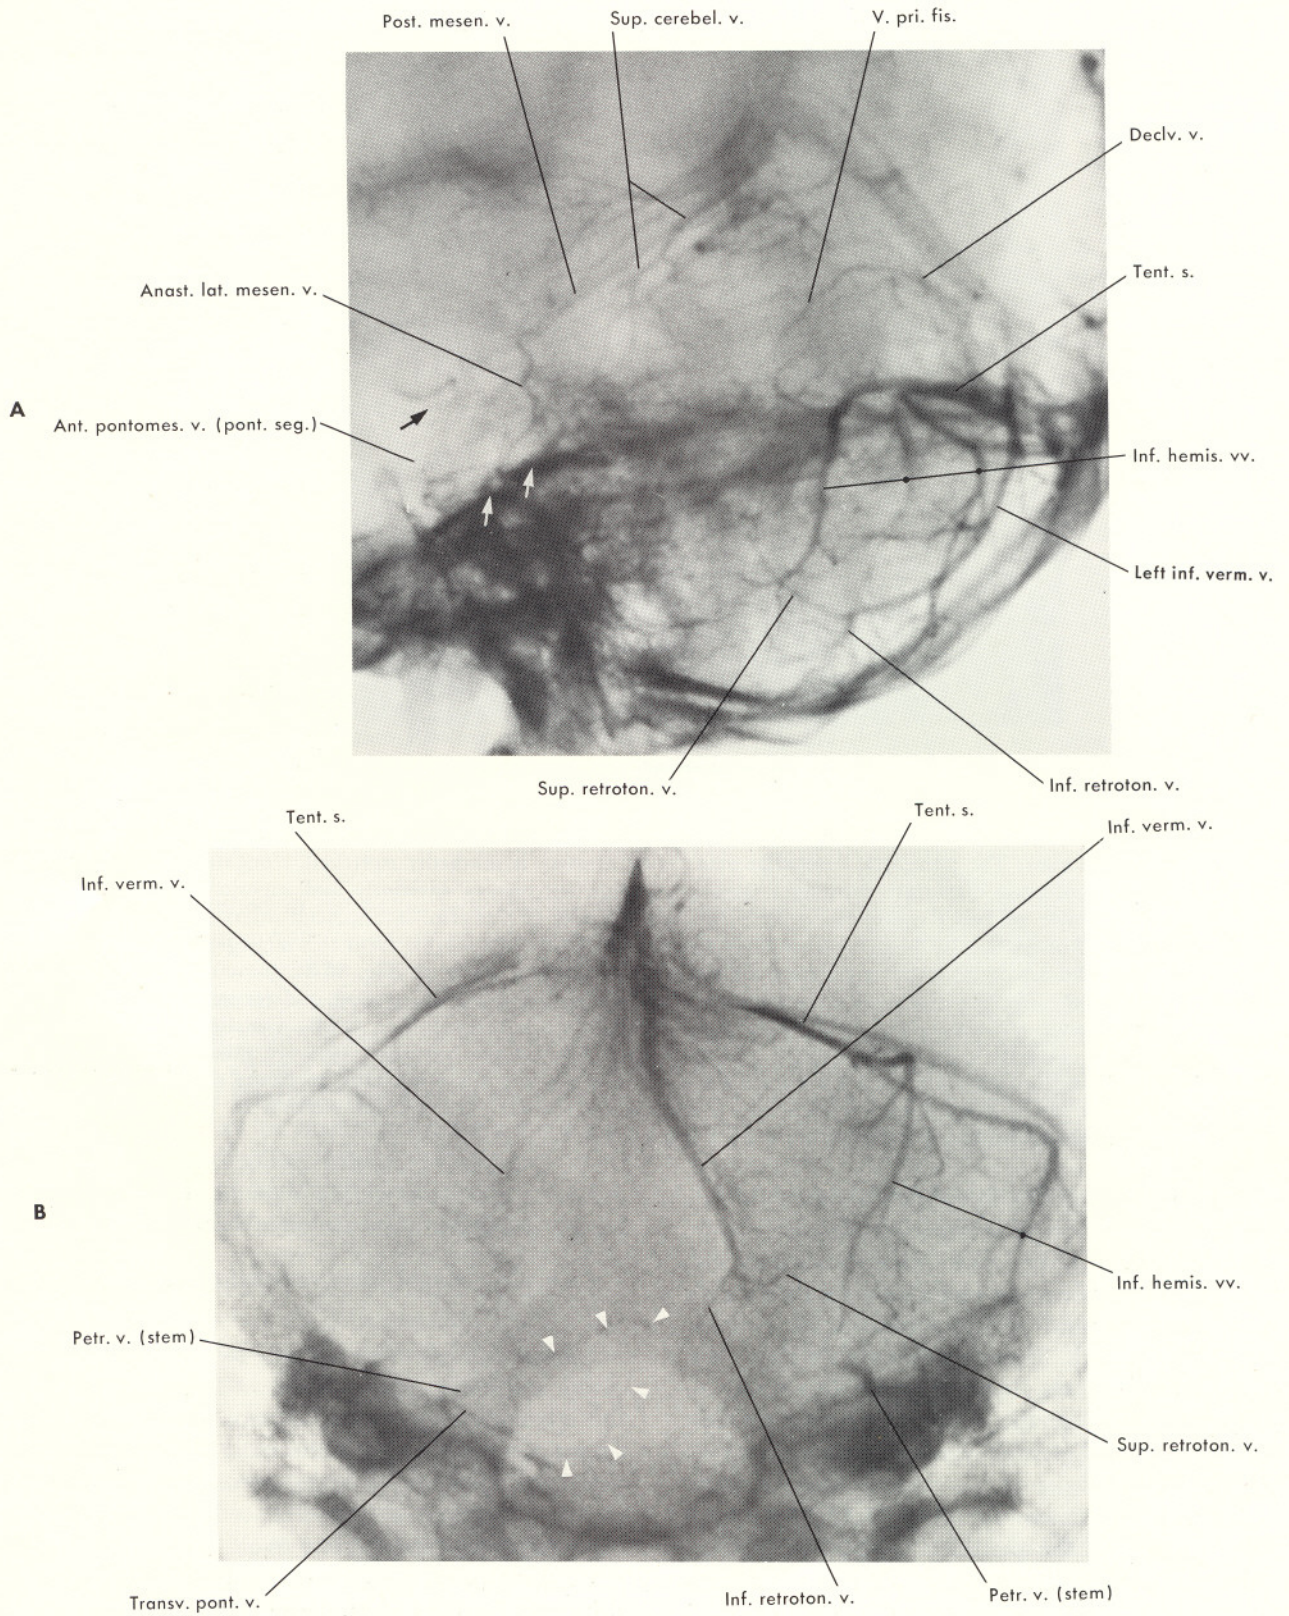 Post. mesen. v.
Sup. cerebel. v.
V. pri. fis.
Declv. v.
Tent. s.
Anast. lat. mesen. v.
A
Ant. pontomes. v. (pont. seg.)
Inf. hemis. vv.
Left inf. verm. v.
Sup. retroton. v.
Inf. retroton. v.
Tent. s.
Tent. s.
Inf. verm. v.
Inf. verm. v.
B
Inf. hemis. vv.
Petr. v. (stem)
Sup. retroton. v.
Transv. pont. v.
Inf. retroton. v.
Petr. v. (stem)